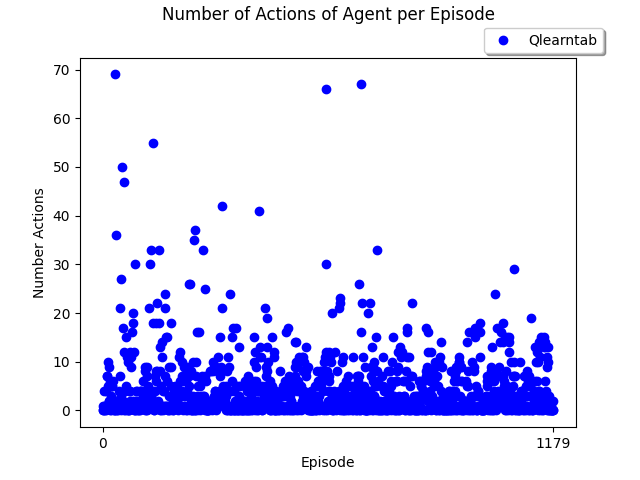 Number of Actions of Agent per Episode
Qlearntab
70
60
50
40
30
20
10
0
Number Actions
0
1179
Episode